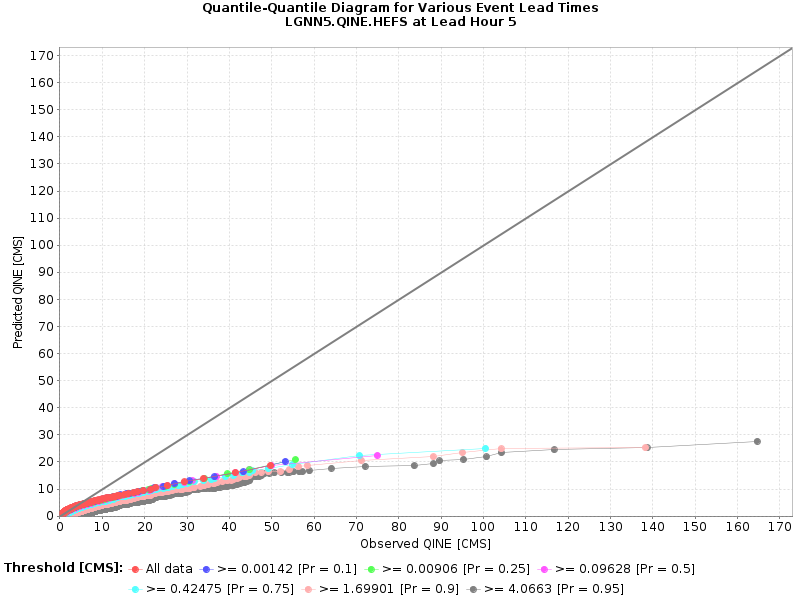 Quantile-Quantile Diagram for Various Event Lead Times
LGNN5.QINE.HEFS at Lead Hour 5
170
160
150
140
130
120
110
100
90
80
70
60
50
40
30
20
10
0
Predicted QINE [CMS]
0 10 20 30 40 50 60 70 80 90 100 110 120 130 140 150 160 170
Observed QINE [CMS]
Threshold [CMS]: All data >= 0.00142 [Pr = 0.1] >= 0.00906 [Pr = 0.25] >= 0.09628 [Pr = 0.5]
>= 0.42475 [Pr = 0.75] >= 1.69901 [Pr = 0.9] >= 4.0663 [Pr = 0.95]